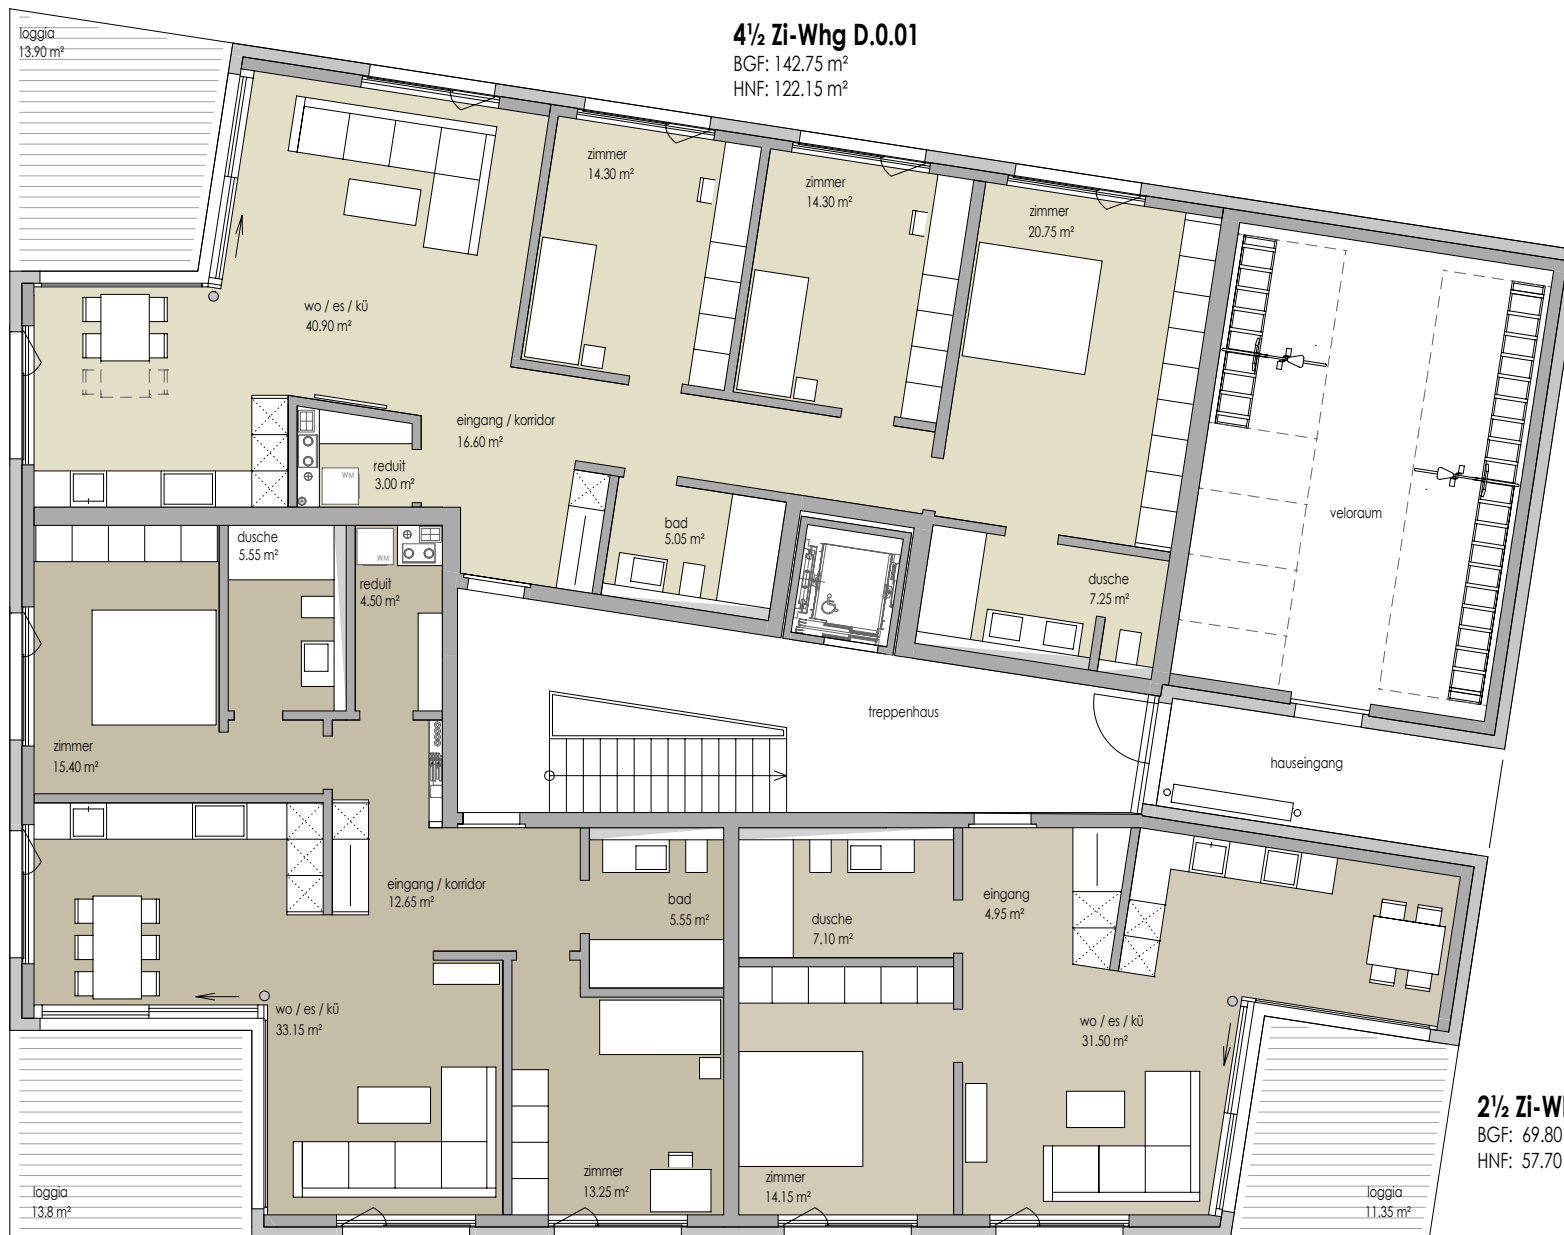 loggia
13.90 m²
4½ Zi-Whg D.0.01
BGF: 142.75 m²
HNF: 122.15 m²
zimmer
14.30 m²
zimmer
14.30 m²
zimmer
20.75 m²
wo / es / kü
40.90 m²
eingang / korridor
16.60 m²
reduit
3.00 m²
WM
bad
5.05 m²
veloraum
dusche
7.25 m²
dusche
5.55 m²
WM
reduit
4.50 m²
treppenhaus
zimmer
15.40 m²
hauseingang
eingang / korridor
12.65 m²
bad
5.55 m²
dusche
7.10 m²
eingang
4.95 m²
wo / es / kü
33.15 m²
wo / es / kü
31.50 m²
2½ Zi-W
BGF: 69.80
HNF: 57.70
zimmer
13.25 m²
zimmer
14.15 m²
loggia
13.8 m²
loggia
11.35 m²